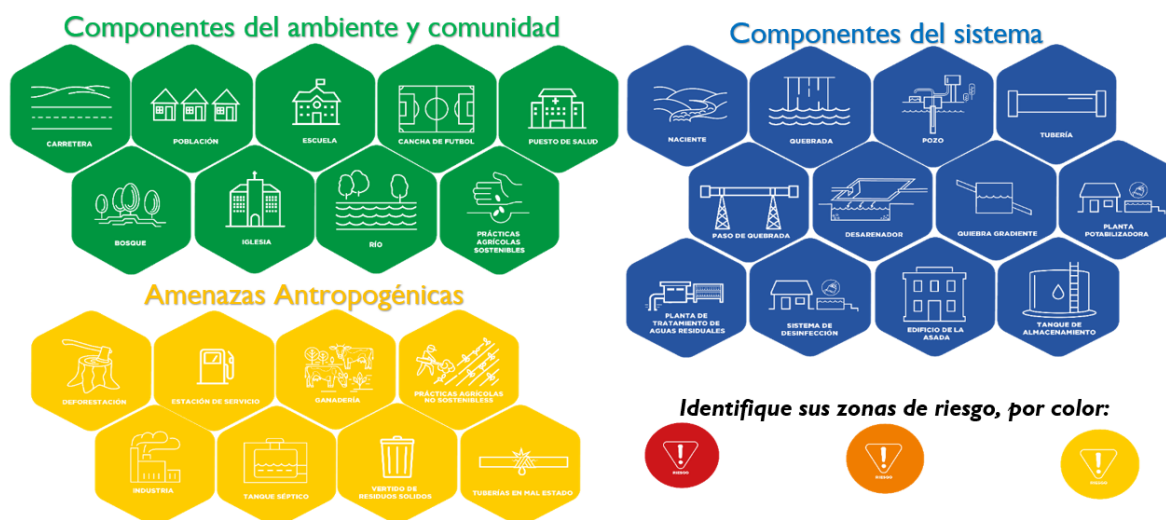 Componentes del ambiente y comunidad
CARRETERA
POBLACIÓN
ESCUELA
CANCHA DE FUTBOL
PUESTO DE SALUD
BOSQUE
IGLESIA
RÍO
PRÁCTICAS
AGRÍCOLAS
SOSTENIBLES
Amenazas Antropogénicas
DEFORESTACIÓN
ESTACIÓN DE SERVICIO
GANADERÍA
PRÁCTICAS AGRÍCOLAS
NO SOSTENIBLESS
INDUSTRIA
TANQUE SÉPTICO
VERTIDO DE
RESIDUOS SOLIDOS
TUBERÍAS EN MAL ESTADO
Componentes del sistema
NACIENTE
QUEBRADA
POZO
TUBERÍA
PASO DE QUEBRADA
DESARENADOR
QUIEBRA GRADIENTE
PLANTA
POTABILIZADORA
PLANTA DE
TRATAMIENTO DE
AGUAS RESIDUALES
SISTEMA DE
DESINFECCIÓN
EDIFICIO DE LA
ASADA
TANQUE DE
ALMACENAMIENTO
Identifique sus zonas de riesgo, por color:
RIESGO
RIESGO
RIESGO